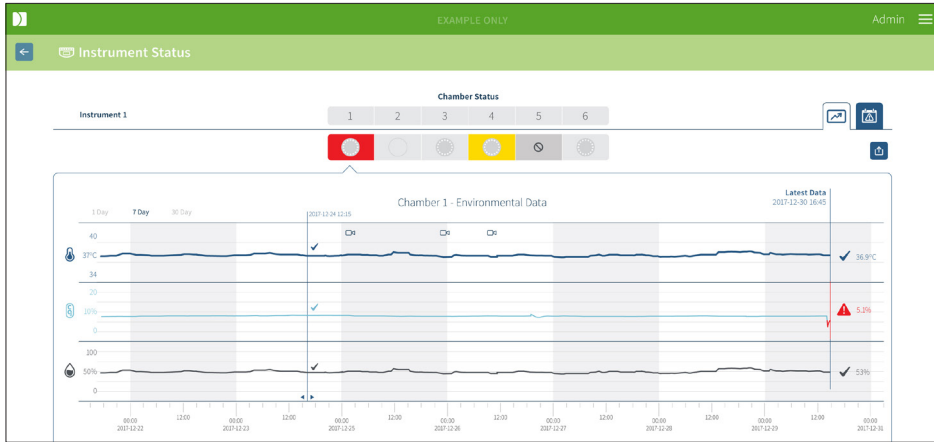 EXAMPLE ONLY
Admin
Instrument Status
Chamber Status
Instrument 1
1 2 3 4 5 6
Latest Data
2017-12-30 16:45
Chamber 1 - Environmental Data
1 Day 7 Day 30 Day
2017-12-24 12:15
40
37°C
36.9°C
34
20
10%
5.1%
0
100
50%
53%
0
00:00 12:00 00:00 12:00 00:00 12:00 00:00 12:00 00:00 12:00 00:00 12:00 00:00 12:00 00:00
2017-12-22 2017-12-23 2017-12-25 2017-12-26 2017-12-27 2017-12-28 2017-12-29 2017-12-31